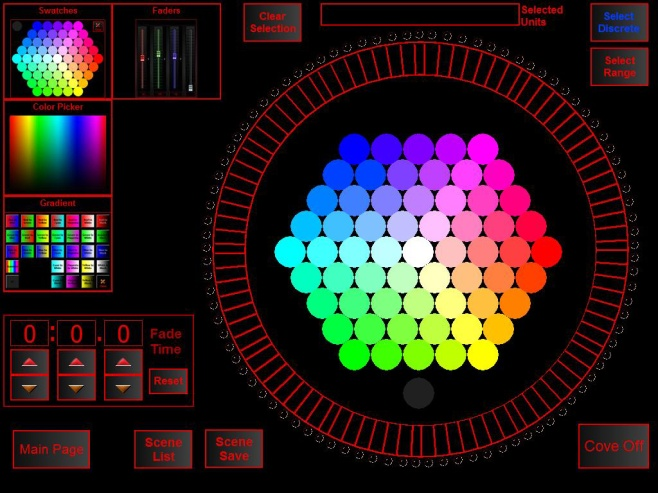 Swatches
Faders
Clear
Selection
Selected
Units
Select
Discrete
Select
Range
Color Picker
Gradient
0:0.0
Fade
Time
Reset
Main Page
Scene
List
Scene
Save
Cove Off